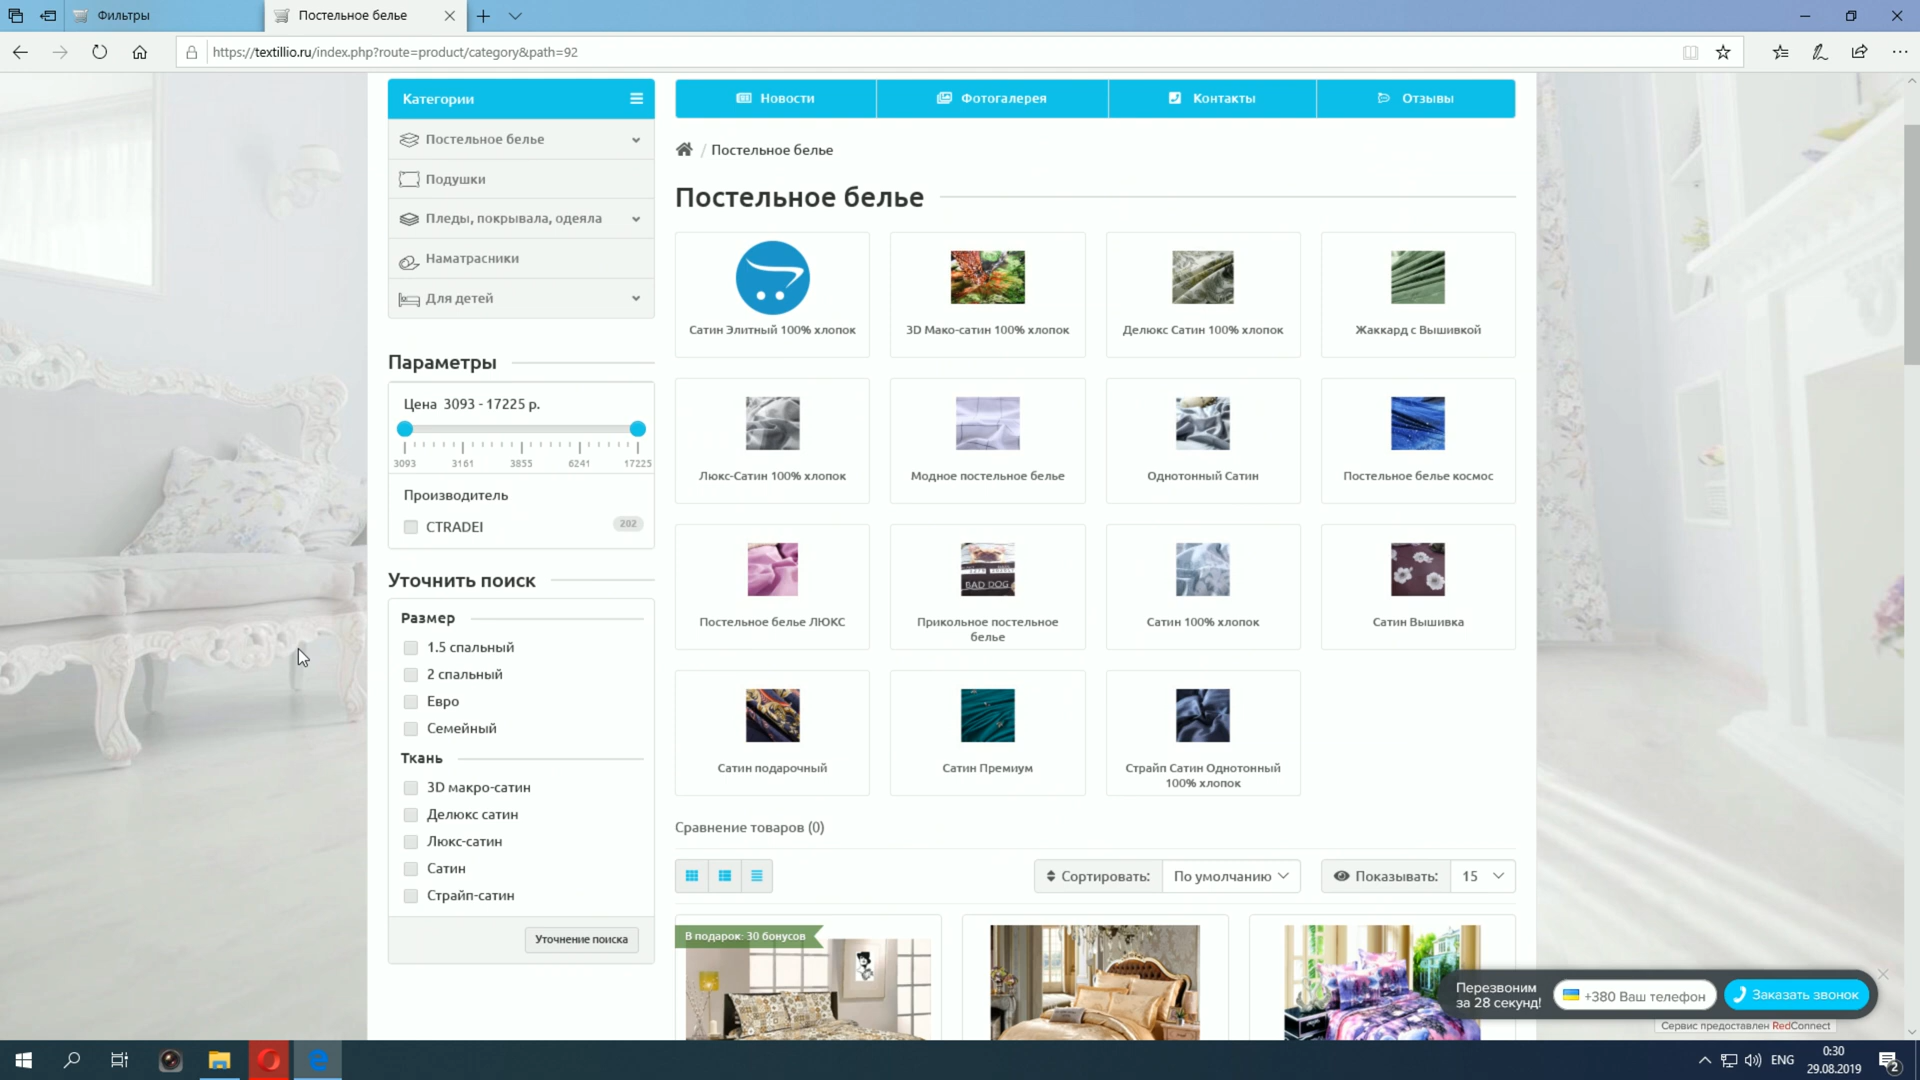 Фильтры
Постельное белье
https://textillio.ru/index.php?route=product/category&path=92
Категории
Постельное белье
Подушки
Пледы, покрывала, одеяла
Наматрасники
Для детей
Параметры
Цена 3093 - 17225 р.
3093 3161 3855 6241 17225
Производитель
CTRADEI 202
Уточнить поиск
Размер
1.5 спальный
2 спальный
Евро
Семейный
Ткань
3D макро-сатин
Делюкс сатин
Люкс-сатин
Сатин
Страйп-сатин
Уточнение поиска
Новости Фотогалерея Контакты Отзывы
/ Постельное белье
Постельное белье
Сатин Элитный 100% хлопок
3D Мако-сатин 100% хлопок
Делюкс Сатин 100% хлопок
Жаккард с Вышивкой
Люкс-Сатин 100% хлопок
Модное постельное белье
Однотонный Сатин
Постельное белье космос
BAD DOG
Постельное белье ЛЮКС
Прикольное постельное
белье
Сатин 100% хлопок
Сатин Вышивка
Сатин подарочный
Сатин Премиум
Страйп Сатин Однотонный
100% хлопок
Сравнение товаров (0)
Сортировать: По умолчанию
Показывать: 15
В подарок: 30 бонусов
Перезвоним
за 28 секунд!
+380 Ваш телефон
Заказать звонок
Сервис предоставлен RedConnect
ENG
0:30
29.08.2019
2